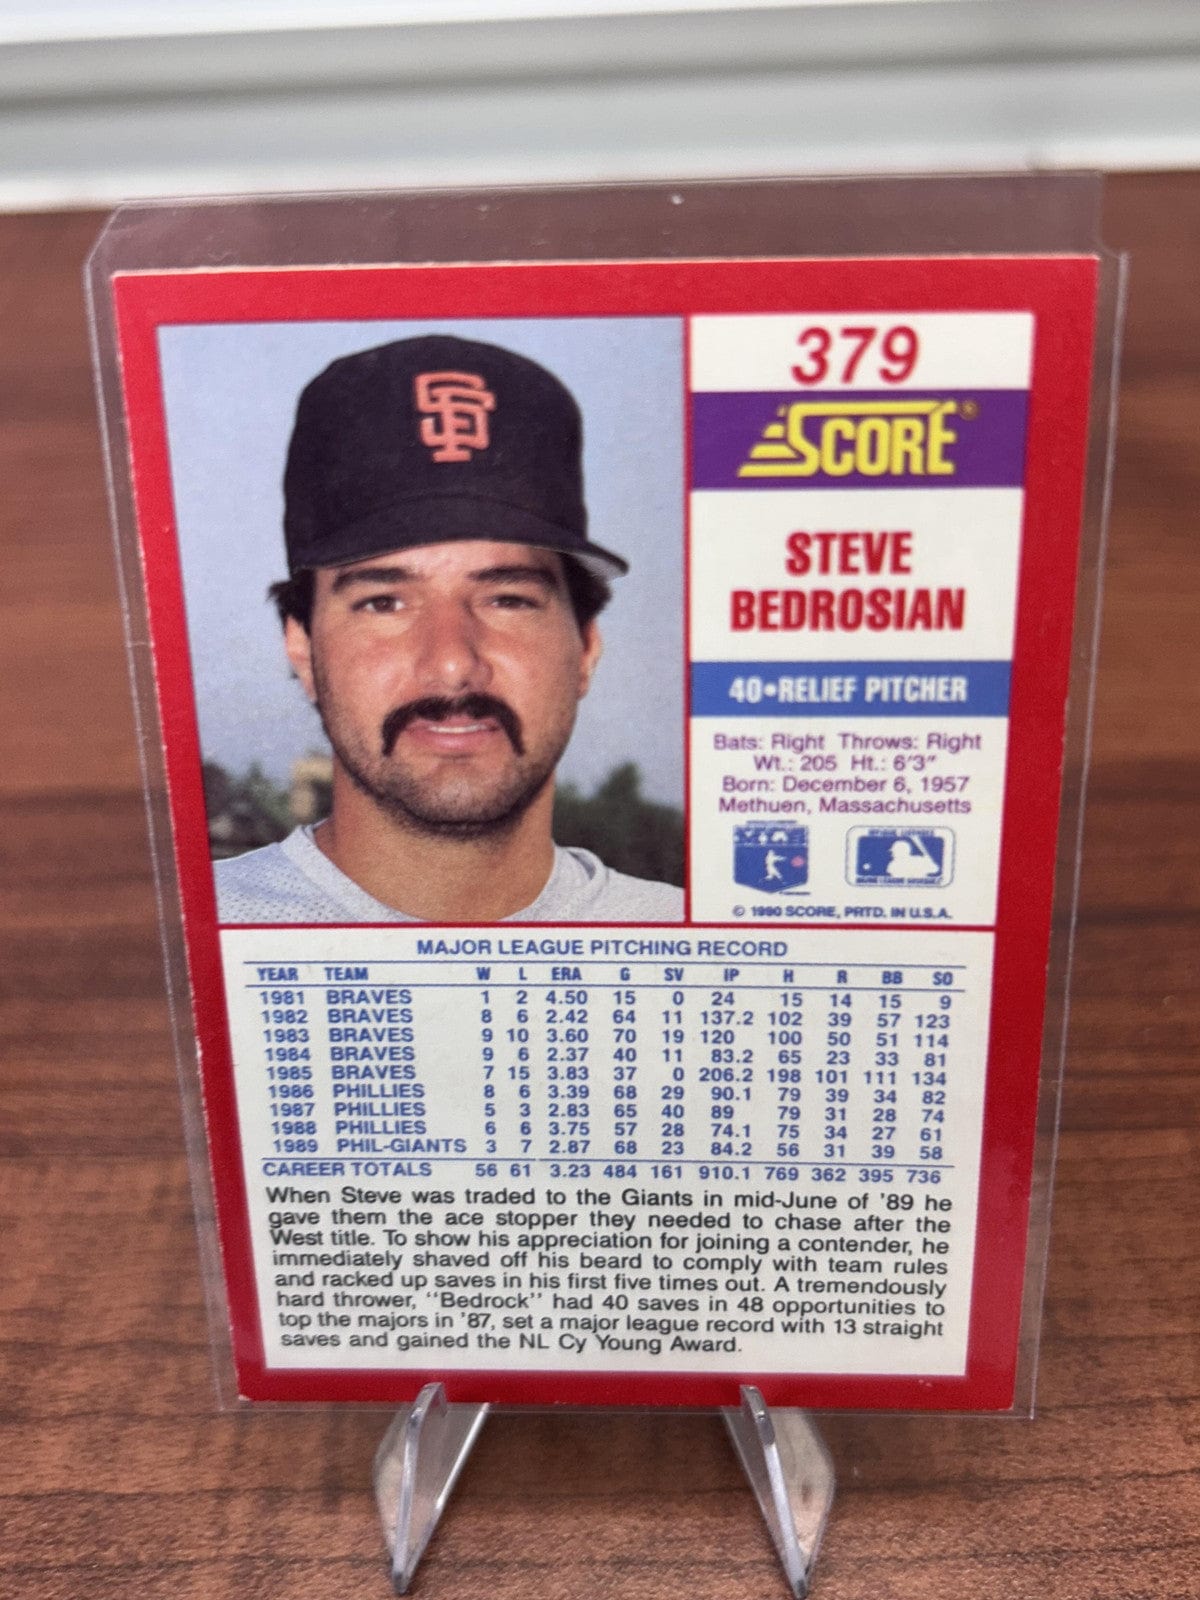 SF
379
SCORE®
STEVE
BEDROSIAN
40•RELIEF PITCHER
Bats: Right Throws: Right
Wt.: 205 Ht.: 6'3"
Born: December 6, 1957
Methuen, Massachusetts
© 1990 SCORE, PRTD. IN U.S.A.
MAJOR LEAGUE PITCHING RECORD
YEAR TEAM W L ERA G SV IP H R BB SO
1981 BRAVES 1 2 4.50 15 0 24 15 14 15 9
1982 BRAVES 8 6 2.42 64 11 137.2 102 39 57 123
1983 BRAVES 9 10 3.60 70 19 120 100 50 51 114
1984 BRAVES 9 6 2.37 40 11 83.2 65 23 33 81
1985 BRAVES 7 15 3.83 37 0 206.2 198 101 111 134
1986 PHILLIES 8 6 3.39 68 29 90.1 79 39 34 82
1987 PHILLIES 5 3 2.83 65 40 89 79 31 28 74
1988 PHILLIES 6 6 3.75 57 28 74.1 75 34 27 61
1989 PHIL-GIANTS 3 7 2.87 68 23 84.2 56 31 39 58
CAREER TOTALS 56 61 3.23 484 161 910.1 769 362 395 736
When Steve was traded to the Giants in mid-June of '89 he
gave them the ace stopper they needed to chase after the
West title. To show his appreciation for joining a contender, he
immediately shaved off his beard to comply with team rules
and racked up saves in his first five times out. A tremendously
hard thrower, "Bedrock" had 40 saves in 48 opportunities to
top the majors in '87, set a major league record with 13 straight
saves and gained the NL Cy Young Award.